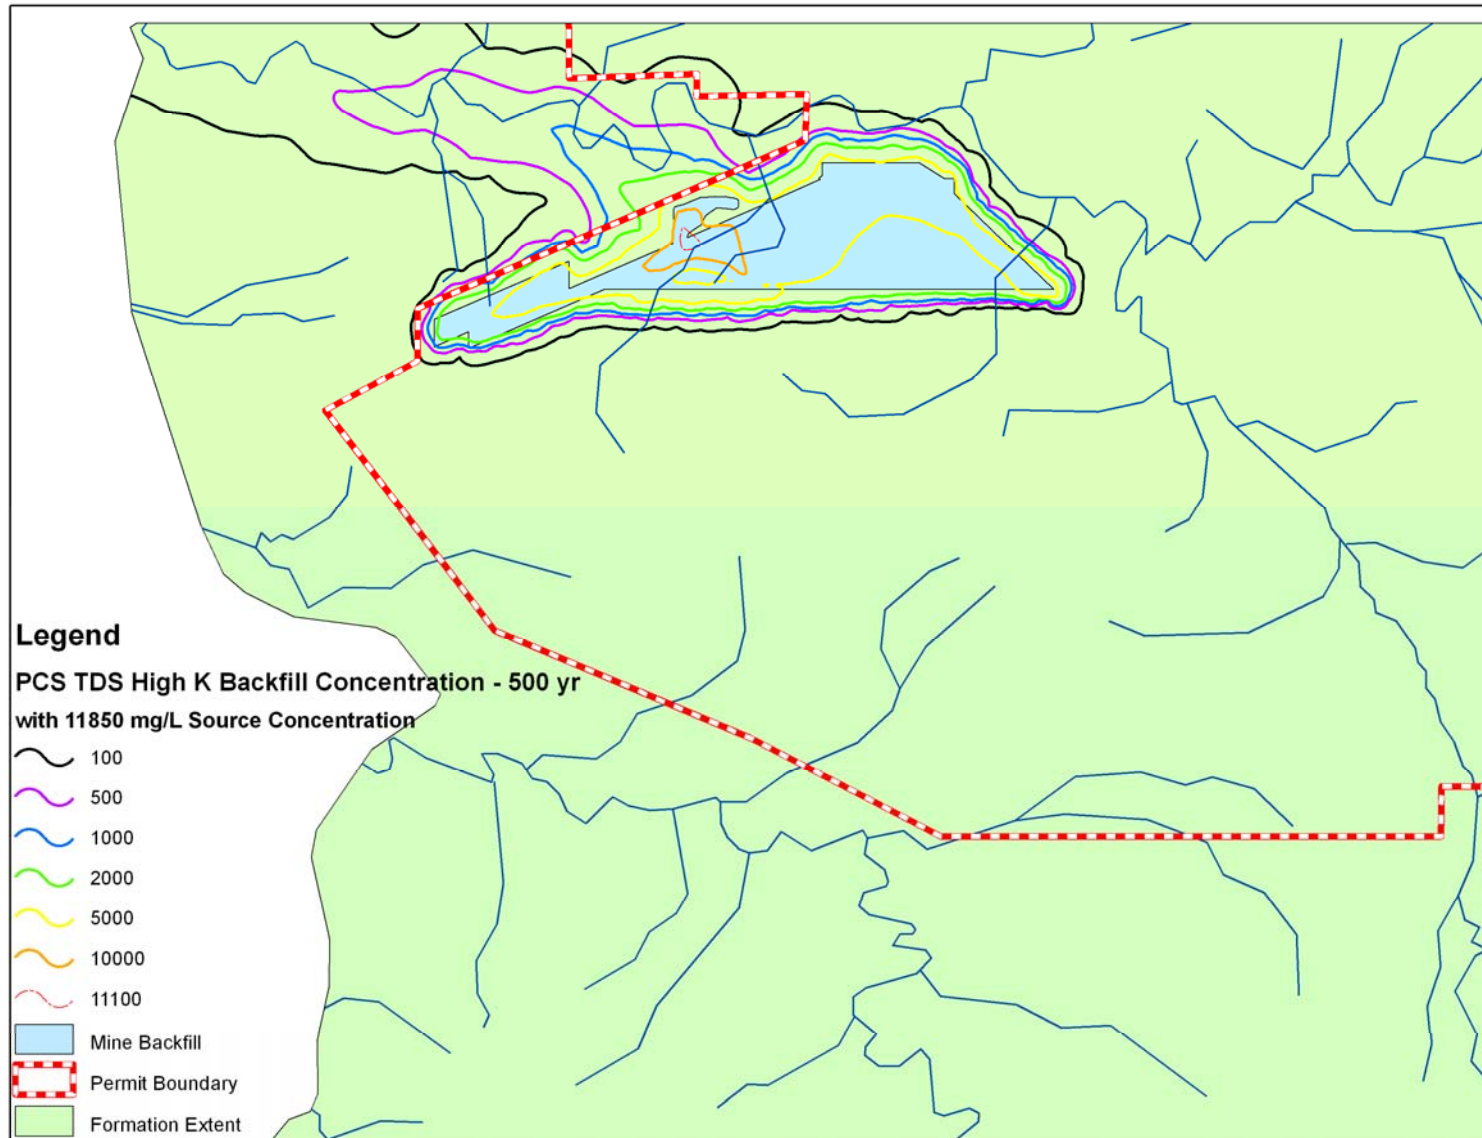 Legend
PCS TDS High K Backfill Concentration - 500 yr
with 11850 mg/L Source Concentration
100
500
1000
2000
5000
10000
11100
Mine Backfill
Permit Boundary
Formation Extent